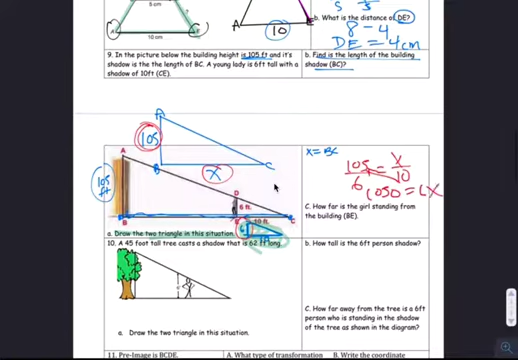 5 cm
A
E
10 cm
A
10
E
S
3
b. What is the distance of DE?
8 - 4
DE = 4cm
9. In the picture below the building height is 105 ft and it's
shadow is the the length of BC. A young lady is 6ft tall with a
shadow of 10ft (CE)
b. Find is the length of the building
shadow (BC)?
A
105
B
X
C
A
105
ft
D
6 ft
B
10 ft
C
6
10
X = BC
105 = X
6 10
1050 = 6X
C. How far is the girl standing from
the building (BE)
a. Draw the two triangle in this situation.
10. A 45 foot tall tree casts a shadow that is 62 ft long.
b. How tall is the 6ft person shadow?
C. How far away from the tree is a 6ft
person who is standing in the shadow
of the tree as shown in the diagram?
a. Draw the two triangle in this situation.
11. Pre-Image is BCDE.
A. What type of transformation
B. Write the coordinate